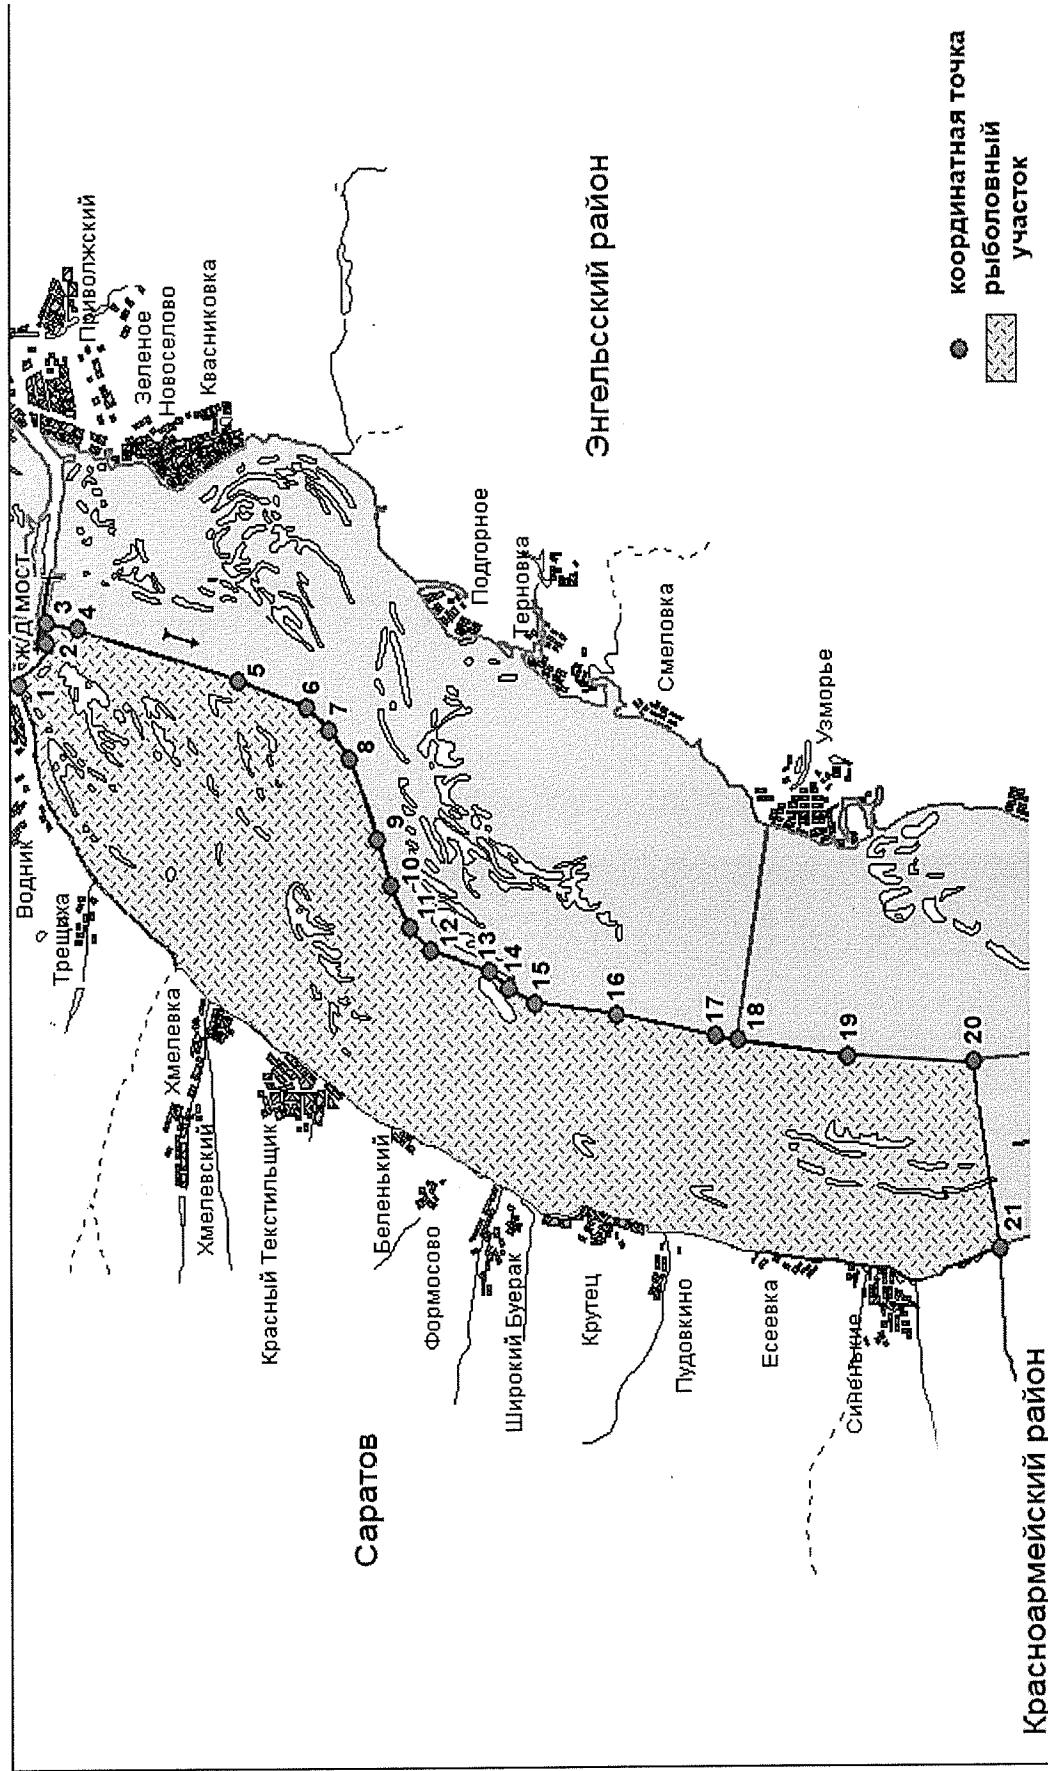 Водник
Трещиха
Хмелевка
Хмелевский
Красный Текстильщик
Беленький
Формосово
Широкий Буерак
Крутец
Пудовкино
Есеевка
Синенькие
Саратов
Красноармейский район
ж/д мост
Приволжский
Зеленое
Новоселово
Квасниковка
Подгорное
Терновка
Смеловка
Узморье
Энгельсский район
1
2
3
4
5
6
7
8
9
10
11
12
13
14
15
16
17
18
19
20
21
координатная точка
рыболовный
участок